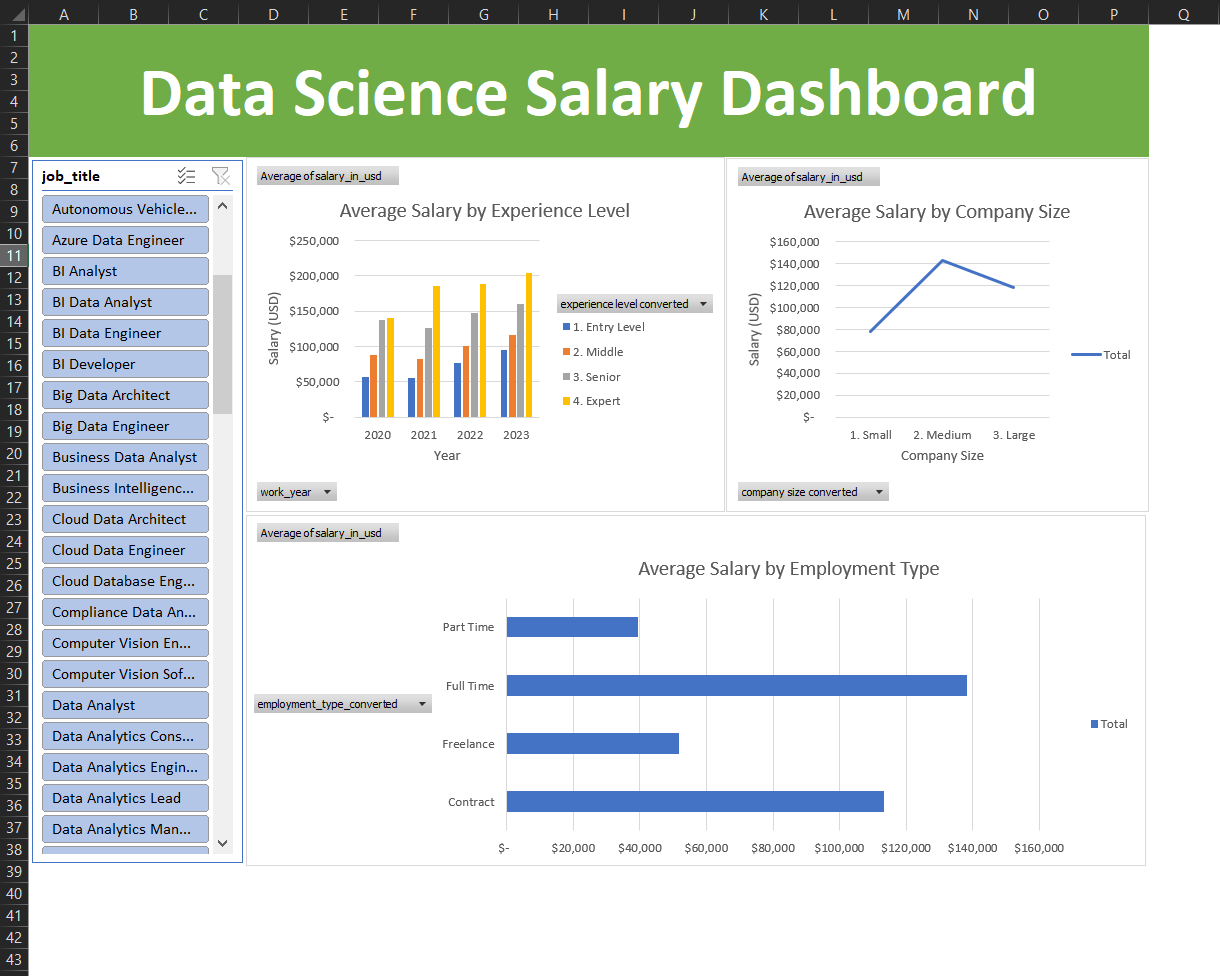 A B C D E F G H I J K L M N O P Q
1
2
3
4
5
6
7
8
9
10
11
12
13
14
15
16
17
18
19
20
21
22
23
24
25
26
27
28
29
30
31
32
33
34
35
36
37
38
39
40
41
42
43
Data Science Salary Dashboard
job_title
Autonomous Vehicle...
Azure Data Engineer
BI Analyst
BI Data Analyst
BI Data Engineer
BI Developer
Big Data Architect
Big Data Engineer
Business Data Analyst
Business Intelligenc...
Cloud Data Architect
Cloud Data Engineer
Cloud Database Eng...
Compliance Data An...
Computer Vision En...
Computer Vision Sof...
Data Analyst
Data Analytics Cons...
Data Analytics Engin...
Data Analytics Lead
Data Analytics Man...
Average of salary_in_usd
Average Salary by Experience Level
$250,000
$200,000
$150,000
$100,000
$50,000
$-
Salary (USD)
2020 2021 2022 2023
Year
experience level converted
1. Entry Level
2. Middle
3. Senior
4. Expert
work_year
Average of salary_in_usd
Average Salary by Company Size
$160,000
$140,000
$120,000
$100,000
$80,000
$60,000
$40,000
$20,000
$-
Salary (USD)
1. Small 2. Medium 3. Large
Company Size
Total
company size converted
Average of salary_in_usd
Average Salary by Employment Type
employment_type_converted
Part Time
Full Time
Freelance
Contract
$- $20,000 $40,000 $60,000 $80,000 $100,000 $120,000 $140,000 $160,000
Total